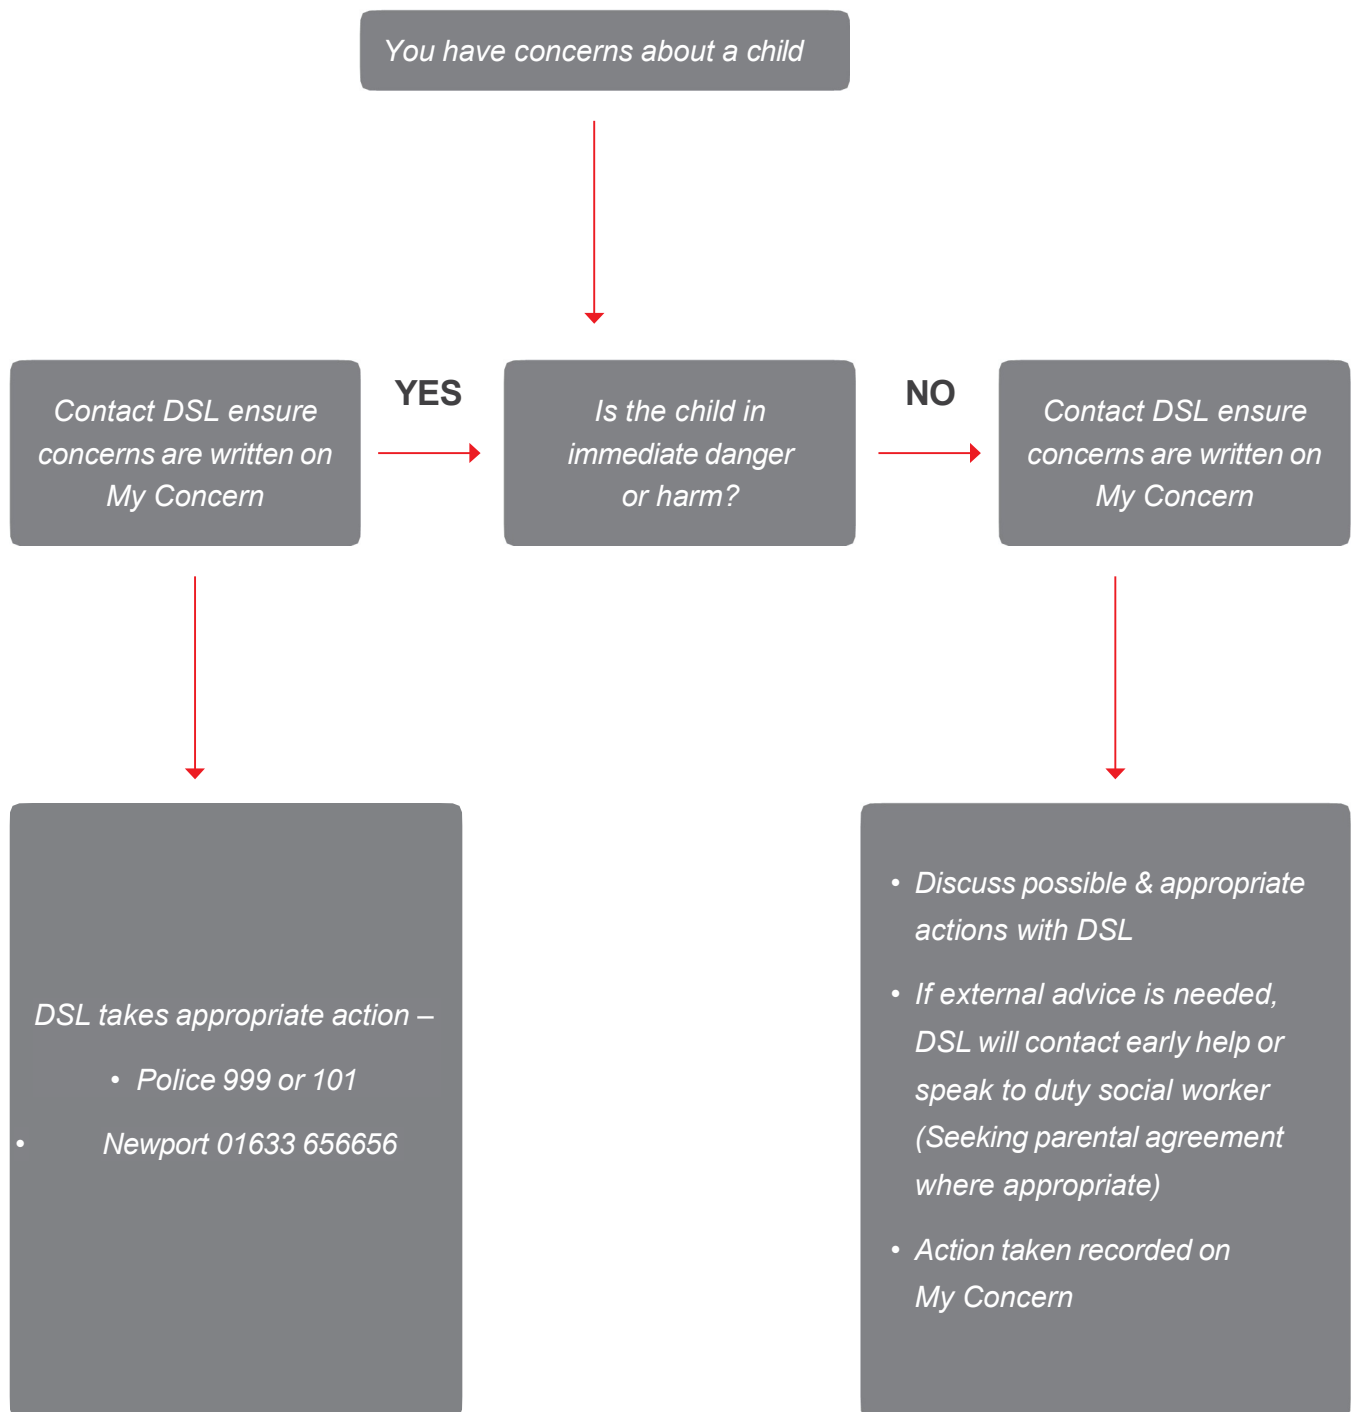 You have concerns about a child
Contact DSL ensure
concerns are written on
My Concern
YES
Is the child in
immediate danger
or harm?
NO
Contact DSL ensure
concerns are written on
My Concern
DSL takes appropriate action –
• Police 999 or 101
• Newport 01633 656656
• Discuss possible & appropriate
actions with DSL
• If external advice is needed,
DSL will contact early help or
speak to duty social worker
(Seeking parental agreement
where appropriate)
• Action taken recorded on
My Concern